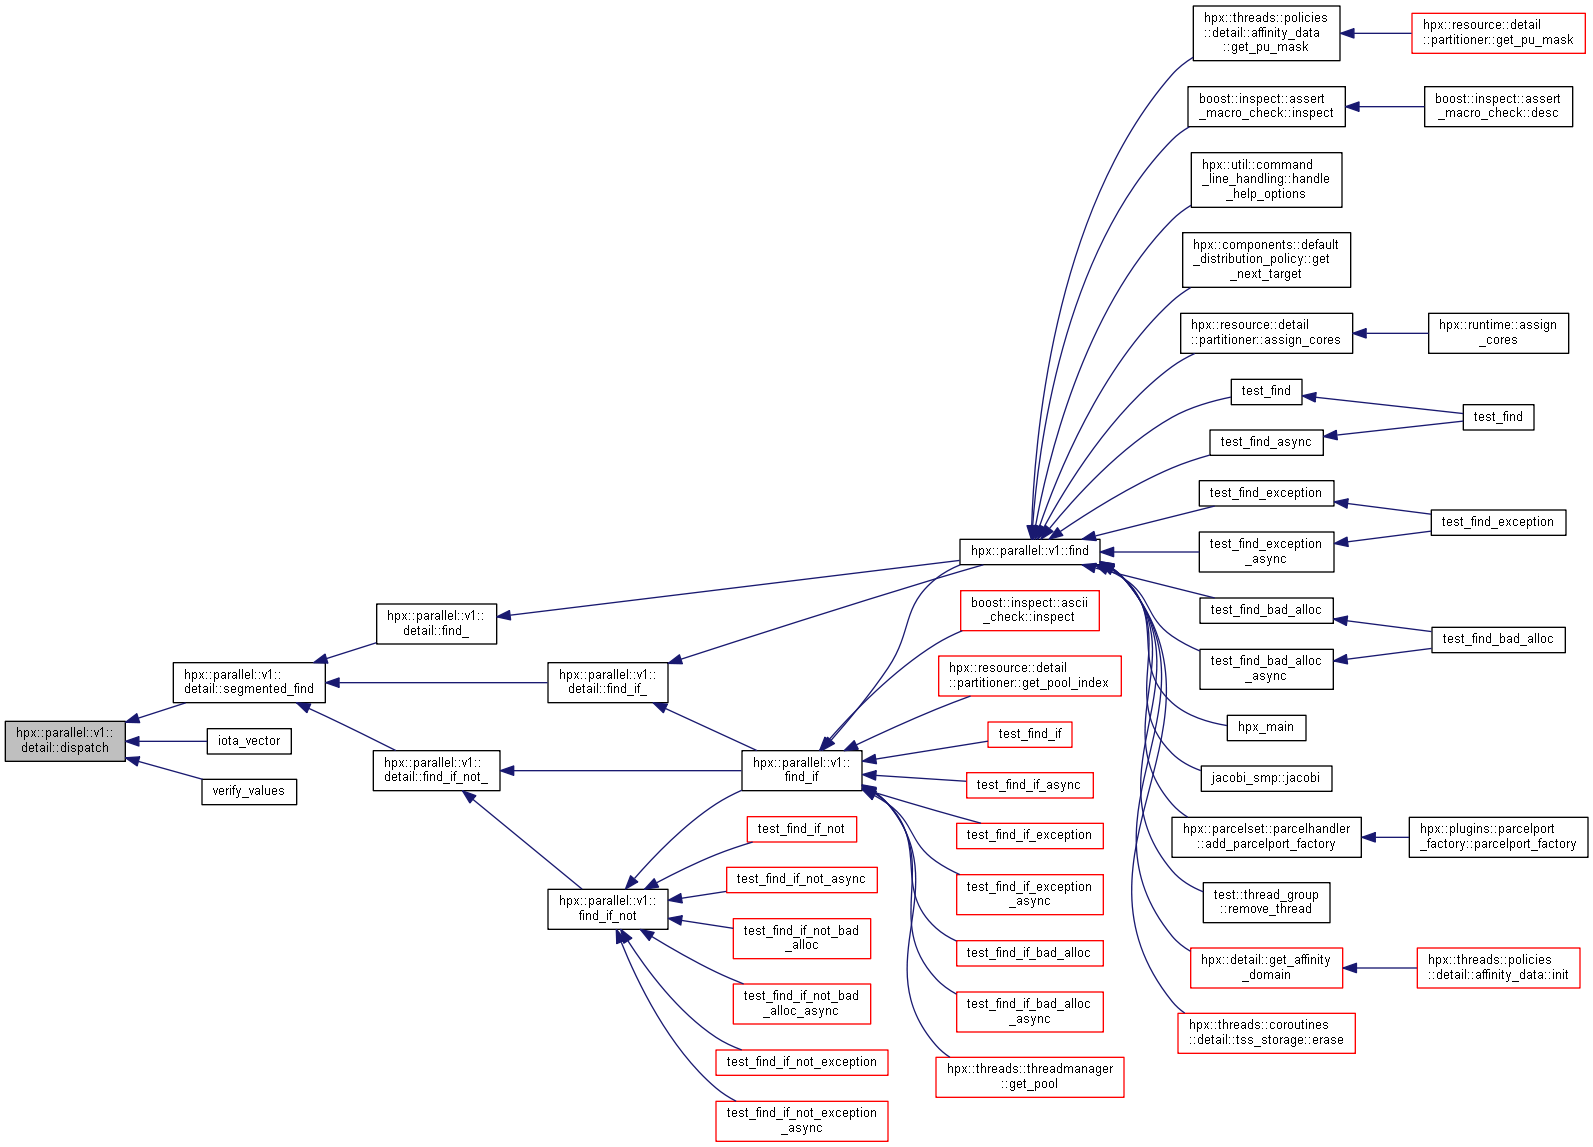 hpx::parallel::v1::
detail::dispatch
hpx::parallel::v1::
detail::segmented_find
iota_vector
verify_values
hpx::parallel::v1::
detail::find_
hpx::parallel::v1::
detail::find_if_not_
hpx::parallel::v1::
detail::find_if_
hpx::parallel::v1::
find_if_not
hpx::parallel::v1::
find_if
test_find_if_not
test_find_if_not_async
test_find_if_not_bad
_alloc
test_find_if_not_bad
_alloc_async
test_find_if_not_exception
test_find_if_not_exception
_async
hpx::parallel::v1::find
boost::inspect::ascii
_check::inspect
hpx::resource::detail
::partitioner::get_pool_index
test_find_if
test_find_if_async
test_find_if_exception
test_find_if_exception
_async
test_find_if_bad_alloc
test_find_if_bad_alloc
_async
hpx::threads::threadmanager
::get_pool
hpx::threads::policies
::detail::affinity_data
::get_pu_mask
boost::inspect::assert
_macro_check::inspect
hpx::util::command
_line_handling::handle
_help_options
hpx::components::default
_distribution_policy::get
_next_target
hpx::resource::detail
::partitioner::assign_cores
test_find
test_find_async
test_find_exception
test_find_exception
_async
test_find_bad_alloc
test_find_bad_alloc
_async
hpx_main
jacobi_smp::jacobi
hpx::parcelset::parcelhandler
::add_parcelport_factory
test::thread_group
::remove_thread
hpx::detail::get_affinity
_domain
hpx::threads::coroutines
::detail::tss_storage::erase
hpx::resource::detail
::partitioner::get_pu_mask
boost::inspect::assert
_macro_check::desc
hpx::runtime::assign
_cores
test_find
test_find_exception
test_find_bad_alloc
hpx::plugins::parcelport
_factory::parcelport_factory
hpx::threads::policies
::detail::affinity_data::init